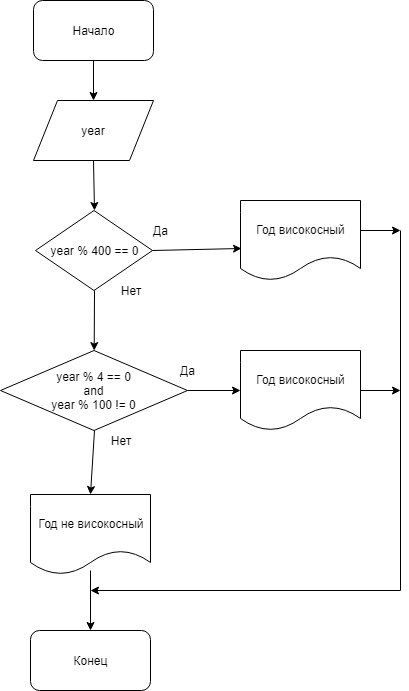 Начало
year
year % 400 == 0
Да
Год високосный
Нет
year % 4 == 0
and
year % 100 != 0
Да
Год високосный
Нет
Год не високосный
Конец